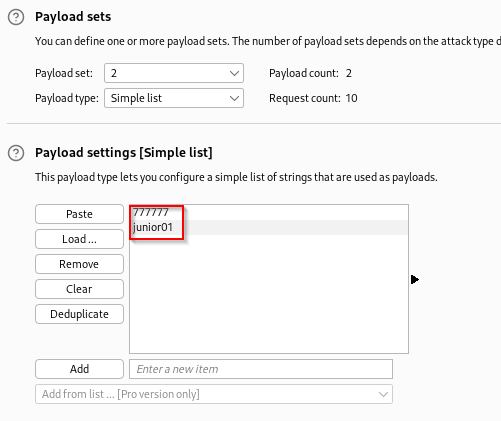 ? Payload sets
You can define one or more payload sets. The number of payload sets depends on the attack type d
Payload set: 2 Payload count: 2
Payload type: Simple list Request count: 10
? Payload settings [Simple list]
This payload type lets you configure a simple list of strings that are used as payloads.
Paste 777777
junior01
Load ...
Remove
Clear
Deduplicate
Add Enter a new item
Add from list ... [Pro version only]